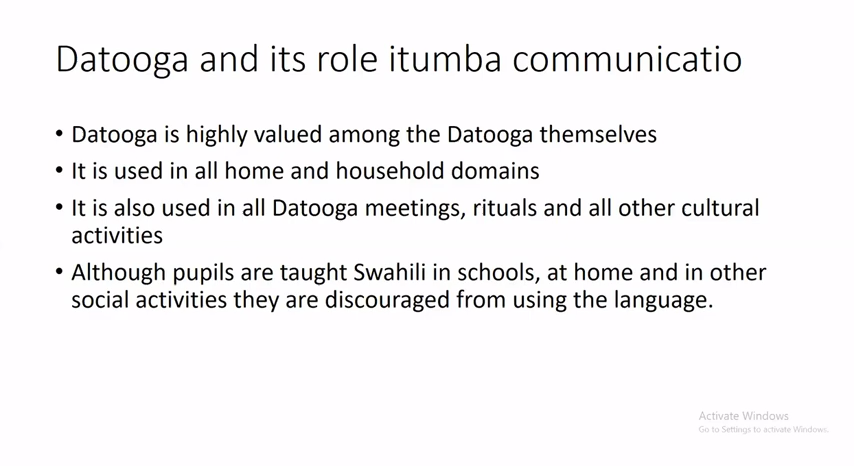 Datooga and its role itumba communicatio
• Datooga is highly valued among the Datooga themselves
• It is used in all home and household domains
• It is also used in all Datooga meetings, rituals and all other cultural
activities
• Although pupils are taught Swahili in schools, at home and in other
social activities they are discouraged from using the language.
Activate Windows
Go to Settings to activate Windows.